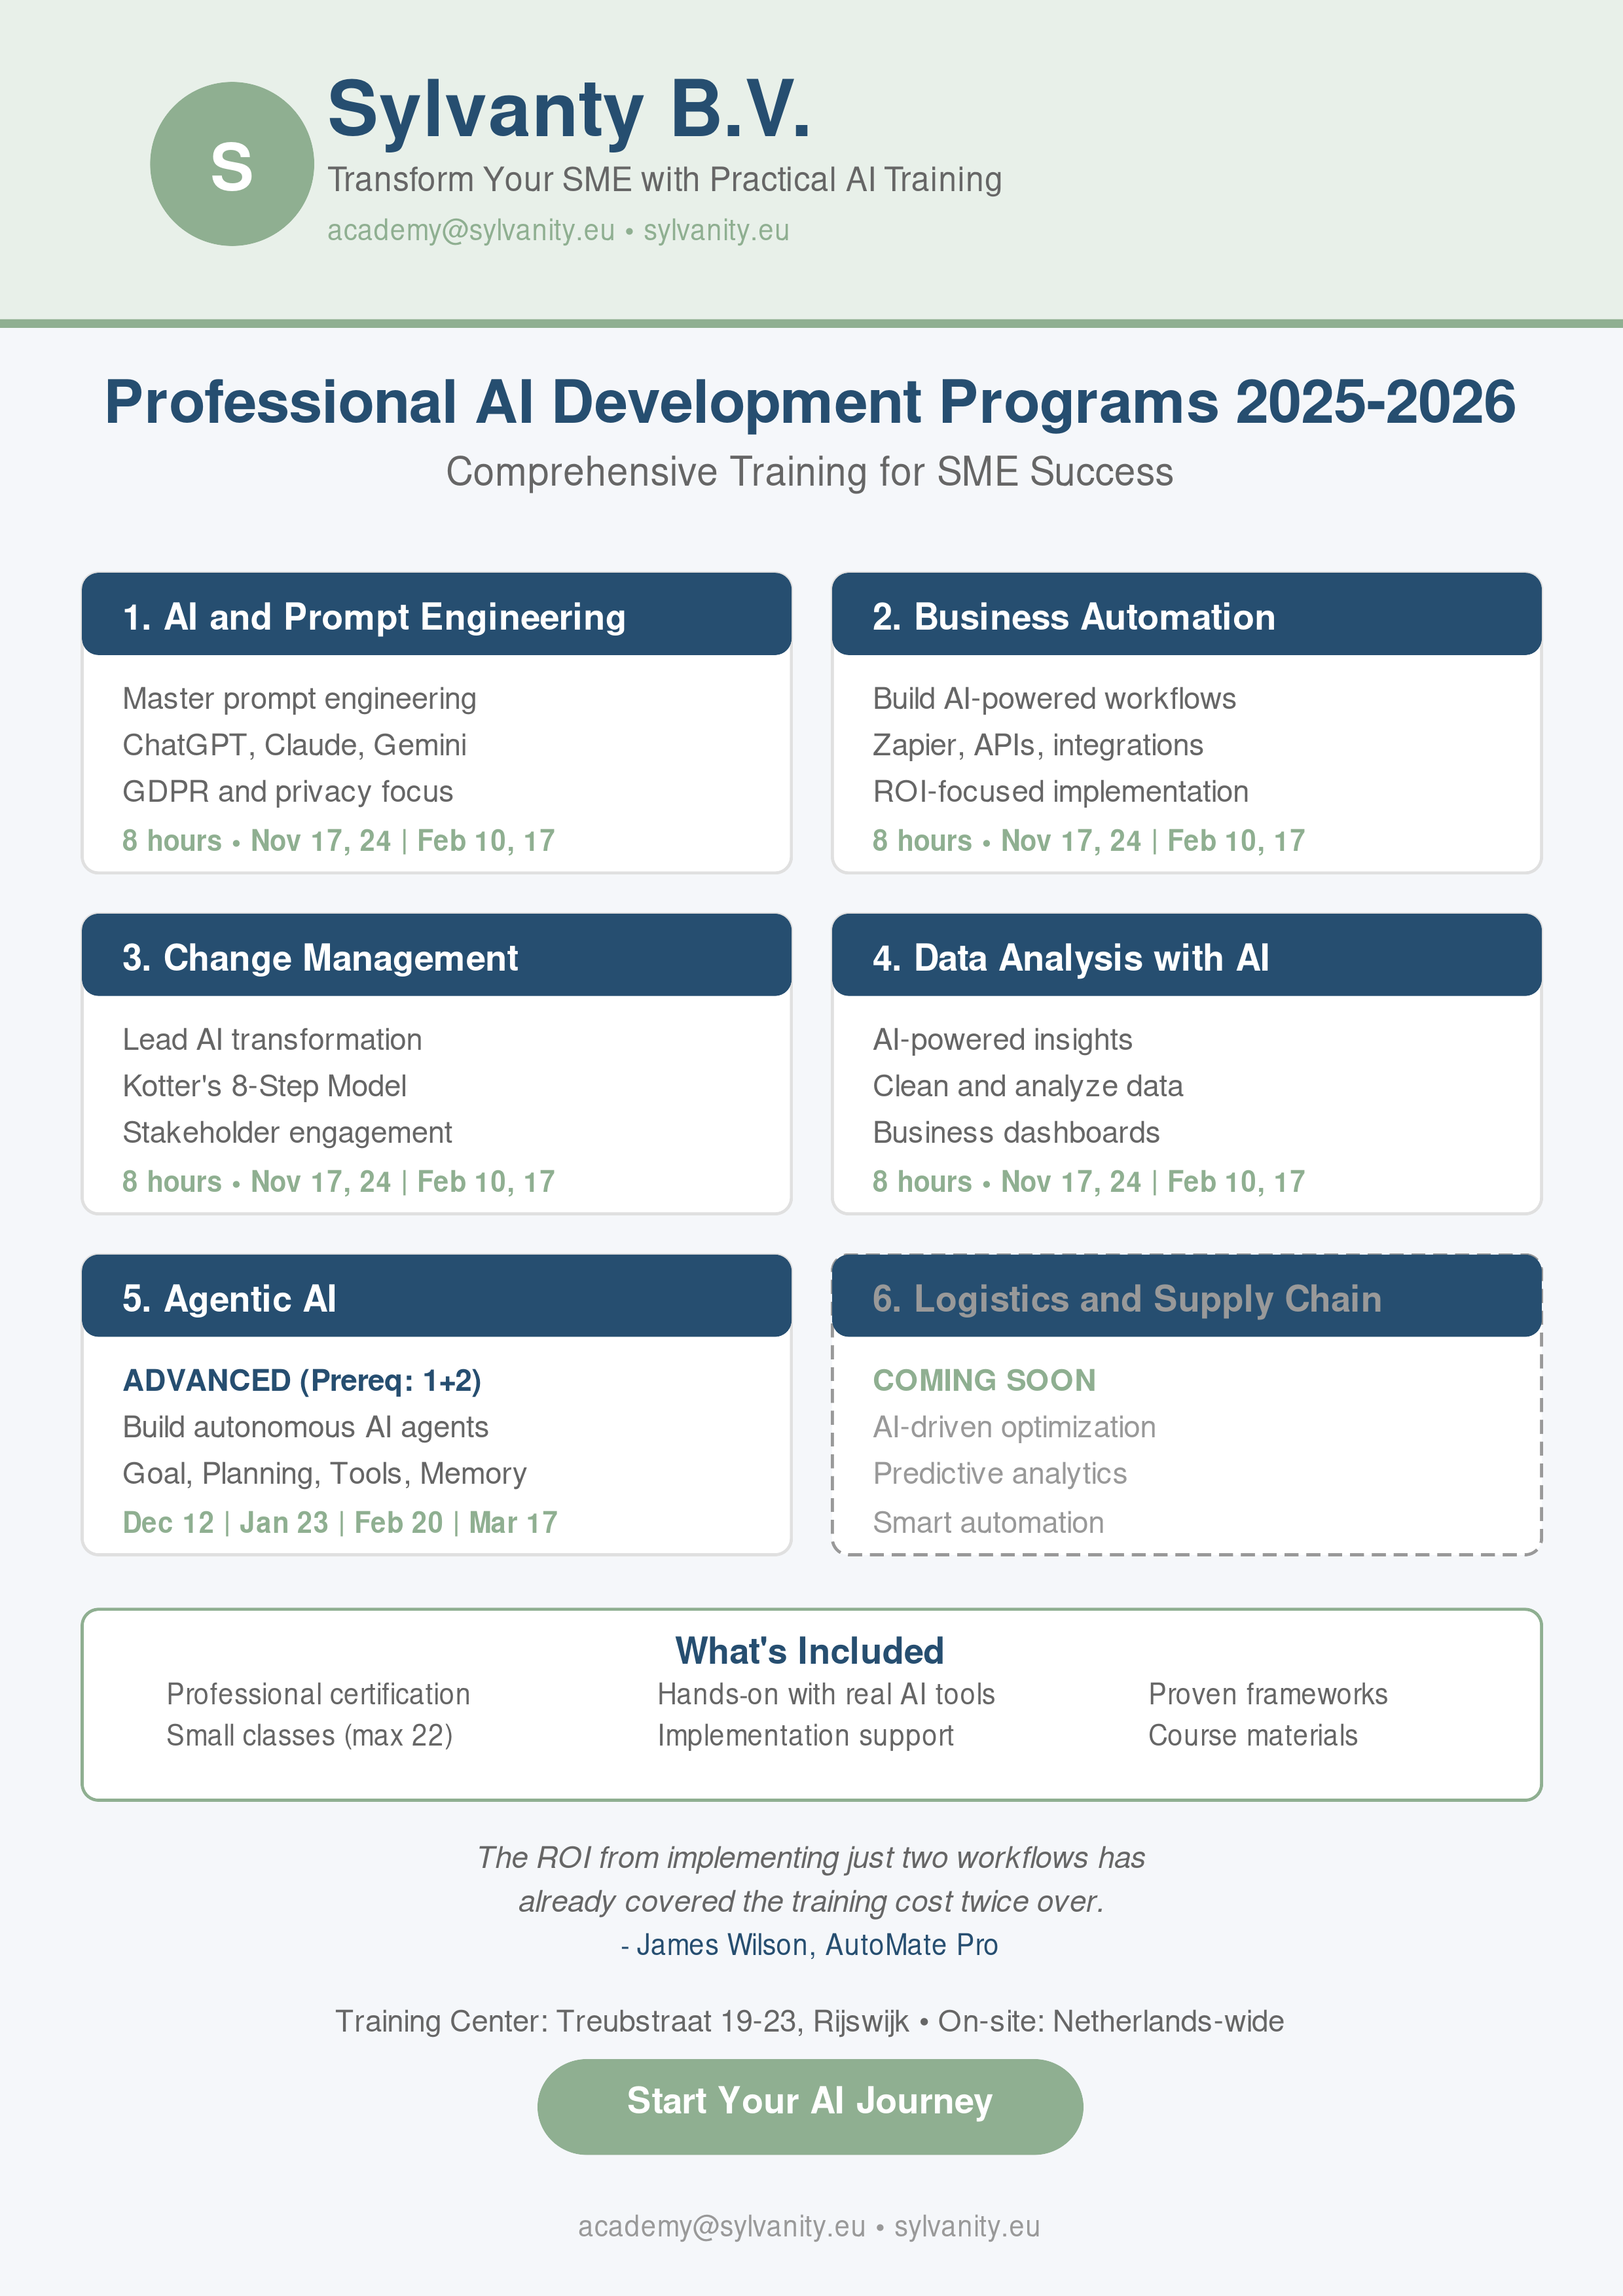 S
Sylvanty B.V.
Transform Your SME with Practical AI Training
academy@sylvanity.eu • sylvanity.eu
Professional AI Development Programs 2025-2026
Comprehensive Training for SME Success
1. AI and Prompt Engineering
Master prompt engineering
ChatGPT, Claude, Gemini
GDPR and privacy focus
8 hours • Nov 17, 24 | Feb 10, 17
2. Business Automation
Build AI-powered workflows
Zapier, APIs, integrations
ROI-focused implementation
8 hours • Nov 17, 24 | Feb 10, 17
3. Change Management
Lead AI transformation
Kotter's 8-Step Model
Stakeholder engagement
8 hours • Nov 17, 24 | Feb 10, 17
4. Data Analysis with AI
AI-powered insights
Clean and analyze data
Business dashboards
8 hours • Nov 17, 24 | Feb 10, 17
5. Agentic AI
ADVANCED (Prereq: 1+2)
Build autonomous AI agents
Goal, Planning, Tools, Memory
Dec 12 | Jan 23 | Feb 20 | Mar 17
6. Logistics and Supply Chain
COMING SOON
AI-driven optimization
Predictive analytics
Smart automation
What's Included
Professional certification
Hands-on with real AI tools
Proven frameworks
Small classes (max 22)
Implementation support
Course materials
The ROI from implementing just two workflows has
already covered the training cost twice over.
- James Wilson, AutoMate Pro
Training Center: Treubstraat 19-23, Rijswijk • On-site: Netherlands-wide
Start Your AI Journey
academy@sylvanity.eu • sylvanity.eu